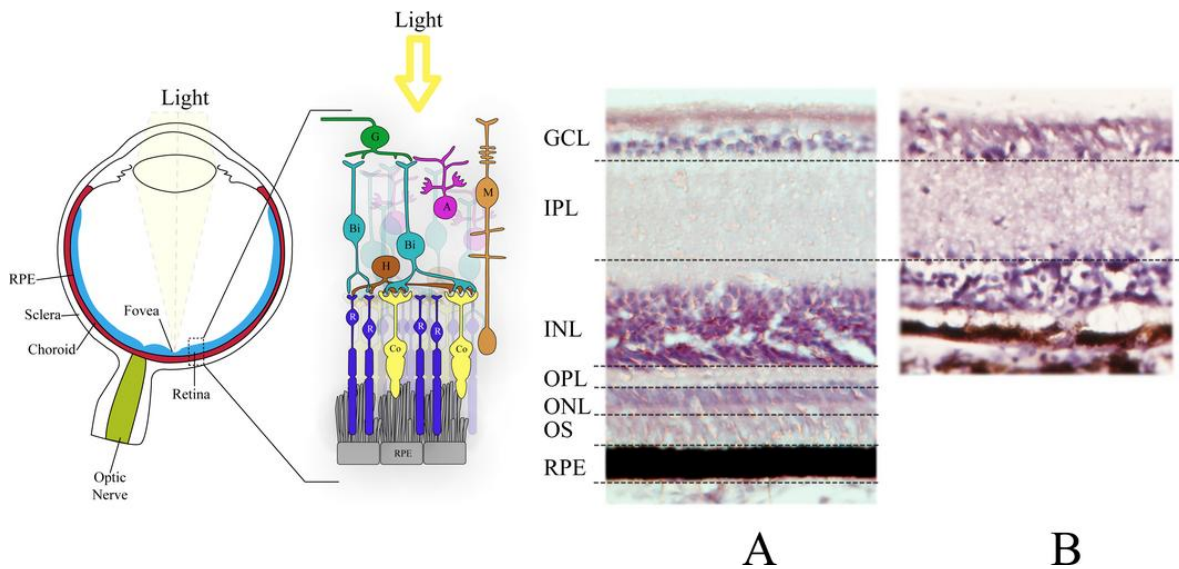 Light
RPE
Sclera
Choroid
Fovea
Retina
Optic
Nerve
Light
G
A
M
Bi
Bi
H
R
R
R
R
Co
Co
RPE
GCL
IPL
INL
OPL
ONL
OS
RPE
A
B